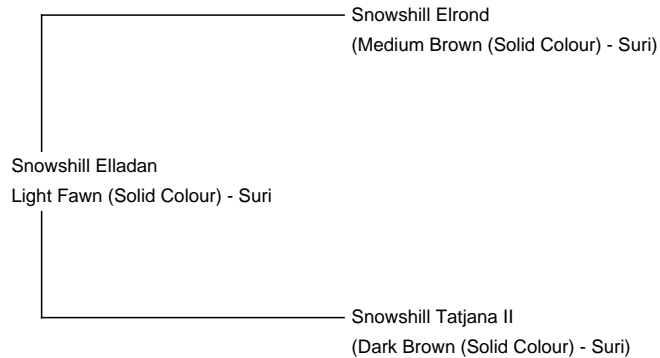 Snowshill Elrond
(Medium Brown (Solid Colour) - Suri)
Snowshill Elladan
Light Fawn (Solid Colour) - Suri
Snowshill Tatjana II
(Dark Brown (Solid Colour) - Suri)